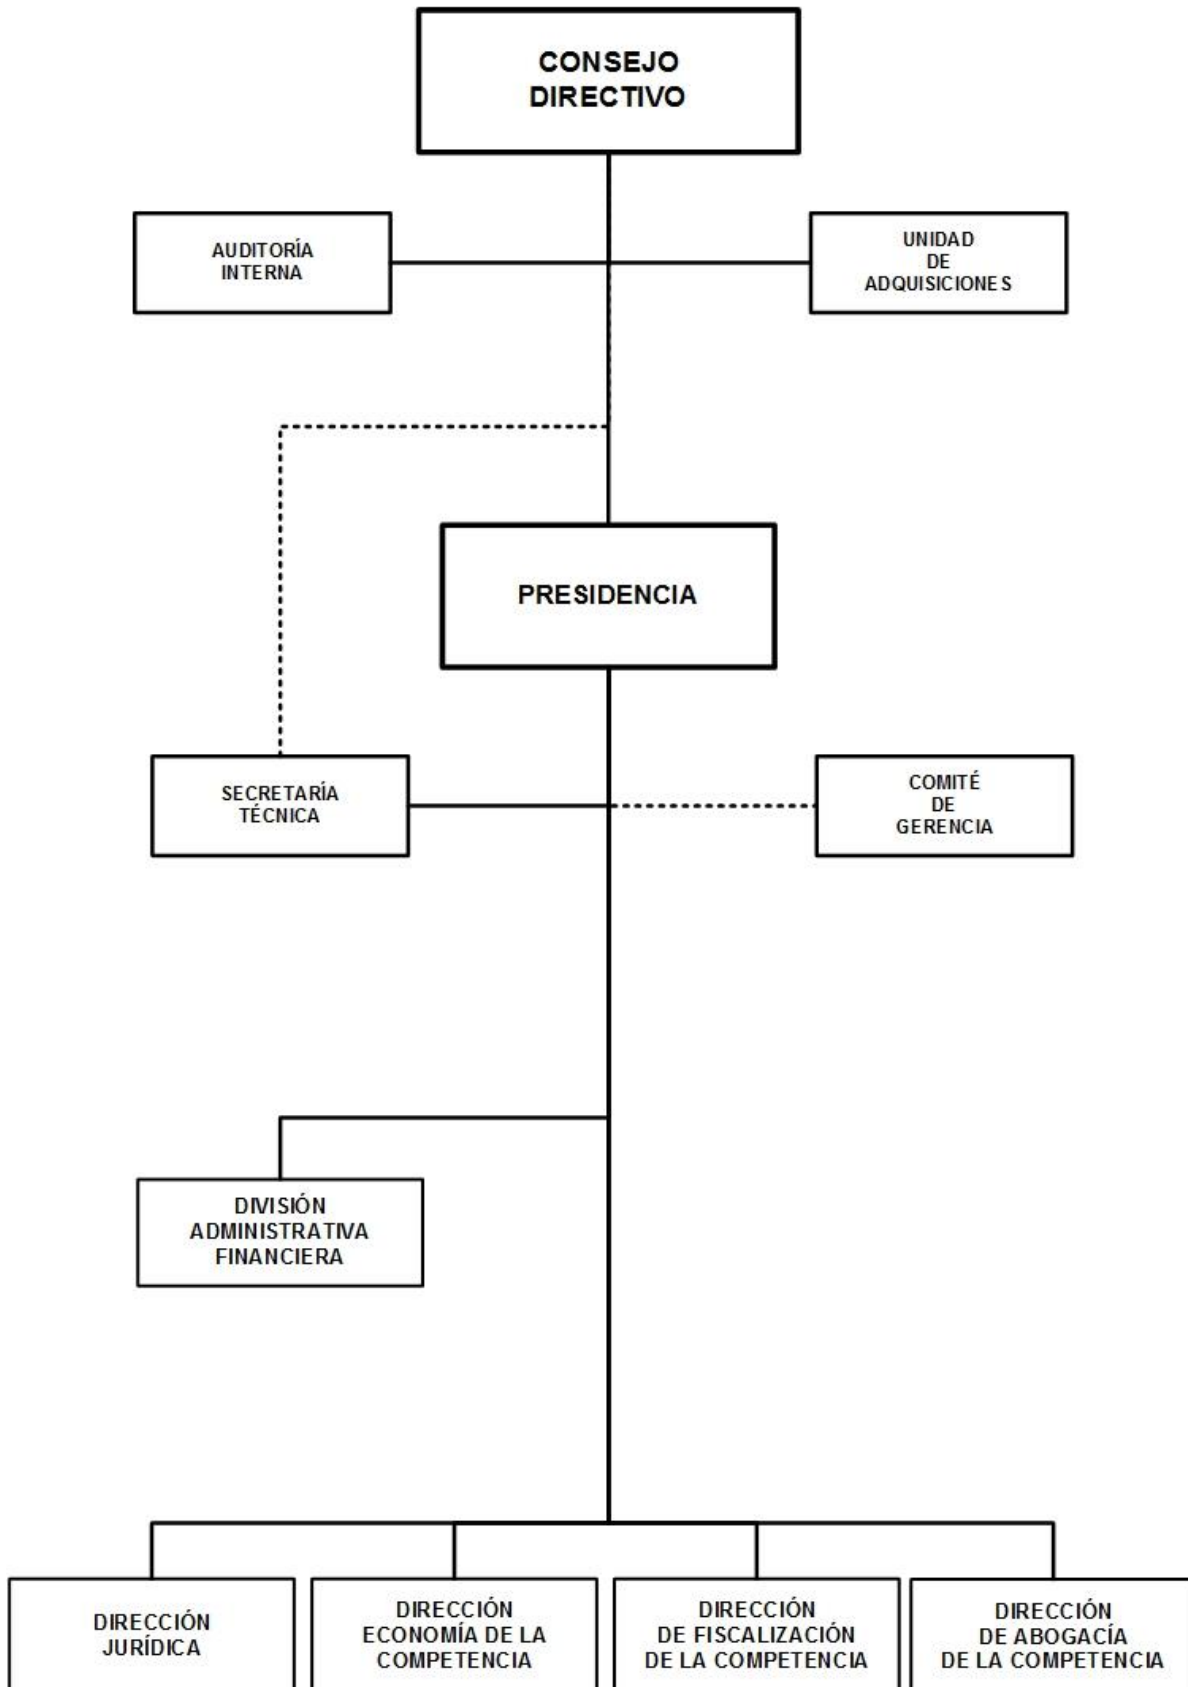 CONSEJO
DIRECTIVO
AUDITORÍA
INTERNA
UNIDAD
DE
ADQUISICIONES
PRESIDENCIA
SECRETARÍA
TÉCNICA
COMITÉ
DE
GERENCIA
DIVISIÓN
ADMINISTRATIVA
FINANCIERA
DIRECCIÓN
JURÍDICA
DIRECCIÓN
ECONOMÍA DE LA
COMPETENCIA
DIRECCIÓN
DE FISCALIZACIÓN
DE LA COMPETENCIA
DIRECCIÓN
DE ABOGACÍA
DE LA COMPETENCIA